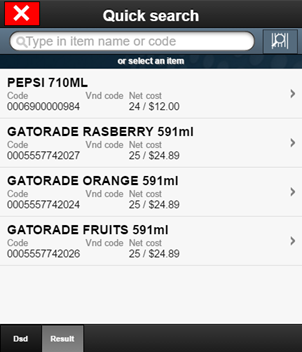 Quick search
Type in item name or code
or select an item
PEPSI 710ML
Code Vnd code Net cost
0006900000984 24 / $12.00
GATORADE RASBERRY 591ml
Code Vnd code Net cost
0005557742027 25 / $24.89
GATORADE ORANGE 591ml
Code Vnd code Net cost
0005557742024 25 / $24.89
GATORADE FRUITS 591ml
Code Vnd code Net cost
0005557742026 25 / $24.89
Dsd Result